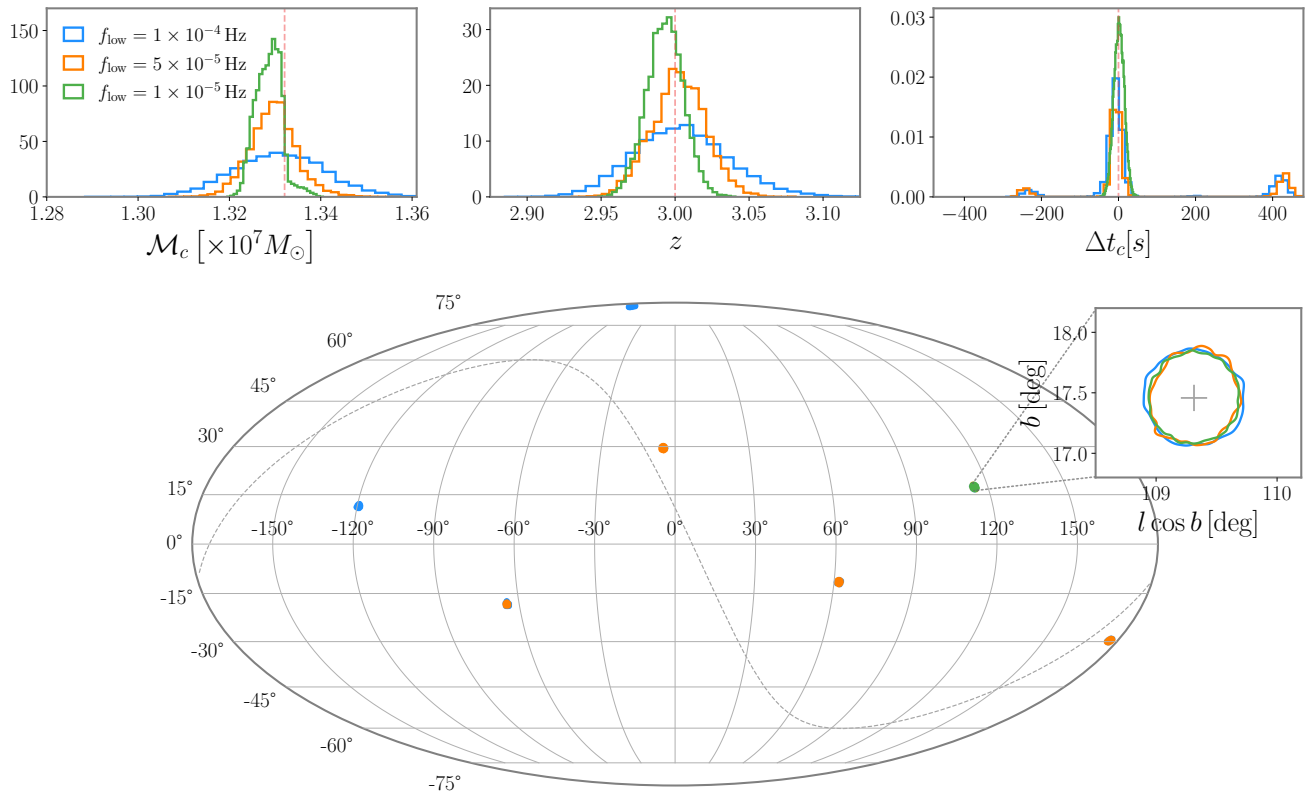 150
100
50
0
f_low = 1 × 10⁻⁴ Hz
f_low = 5 × 10⁻⁵ Hz
f_low = 1 × 10⁻⁵ Hz
1.28 1.30 1.32 1.34 1.36
ℳ_c [×10⁷M_⊙]
30
20
10
0
2.90 2.95 3.00 3.05 3.10
z
0.03
0.02
0.01
0.00
−400 −200 0 200 400
Δt_c[s]
75°
60°
45°
30°
15°
0°
-15°
-30°
-45°
-60°
-75°
-150° -120° -90° -60° -30° 0° 30° 60° 90° 120° 150°
18.0
17.5
17.0
b [deg]
109 110
l cos b [deg]